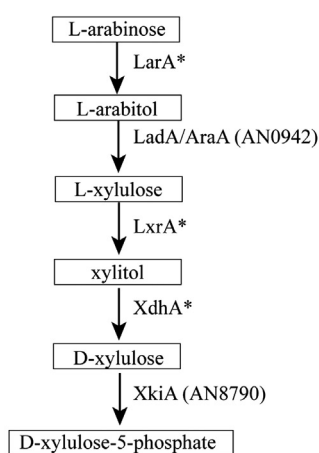 L-arabinose
LarA*
L-arabitol
LadA/AraA (AN0942)
L-xylulose
LxrA*
xylitol
XdhA*
D-xylulose
XkiA (AN8790)
D-xylulose-5-phosphate